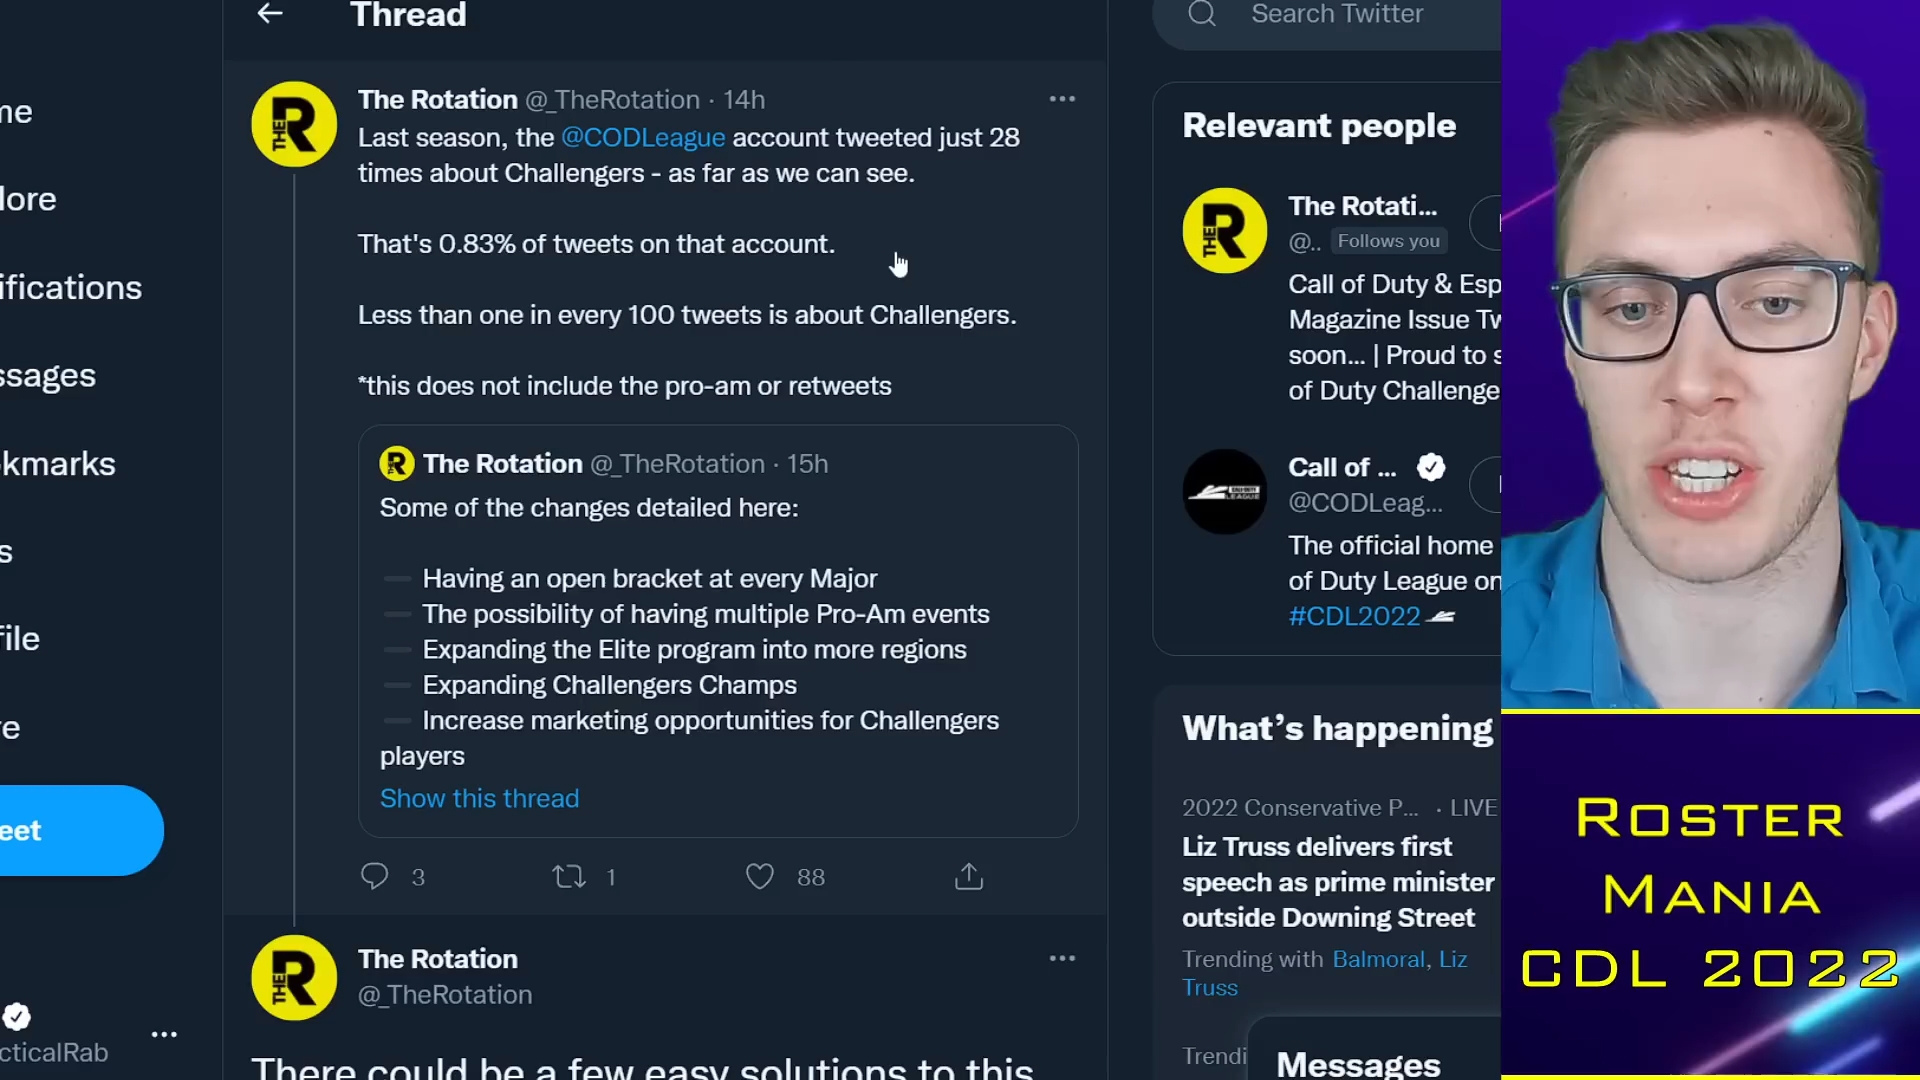 Thread
Search Twitter
me
lore
ifications
ssages
kmarks
s
file
re
eet
cticalRab
The Rotation @_TheRotation · 14h
Last season, the @CODLeague account tweeted just 28
times about Challengers - as far as we can see.
That's 0.83% of tweets on that account.
Less than one in every 100 tweets is about Challengers.
*this does not include the pro-am or retweets
The Rotation @_TheRotation · 15h
Some of the changes detailed here:
— Having an open bracket at every Major
— The possibility of having multiple Pro-Am events
— Expanding the Elite program into more regions
— Expanding Challengers Champs
— Increase marketing opportunities for Challengers
players
Show this thread
3 1 88
The Rotation
@_TheRotation
There could be a few easy solutions to this
Relevant people
The Rotati...
@.. Follows you
Call of Duty & Esp
Magazine Issue Tw
soon... | Proud to s
of Duty Challenge
Call of ...
@CODLeag...
The official home
of Duty League on
#CDL2022
What's happening
2022 Conservative P... · LIVE
Liz Truss delivers first
speech as prime minister
outside Downing Street
Trending with Balmoral, Liz
Truss
Trendi
Messages
THE R
THE R
ROSTER
MANIA
CDL 2022